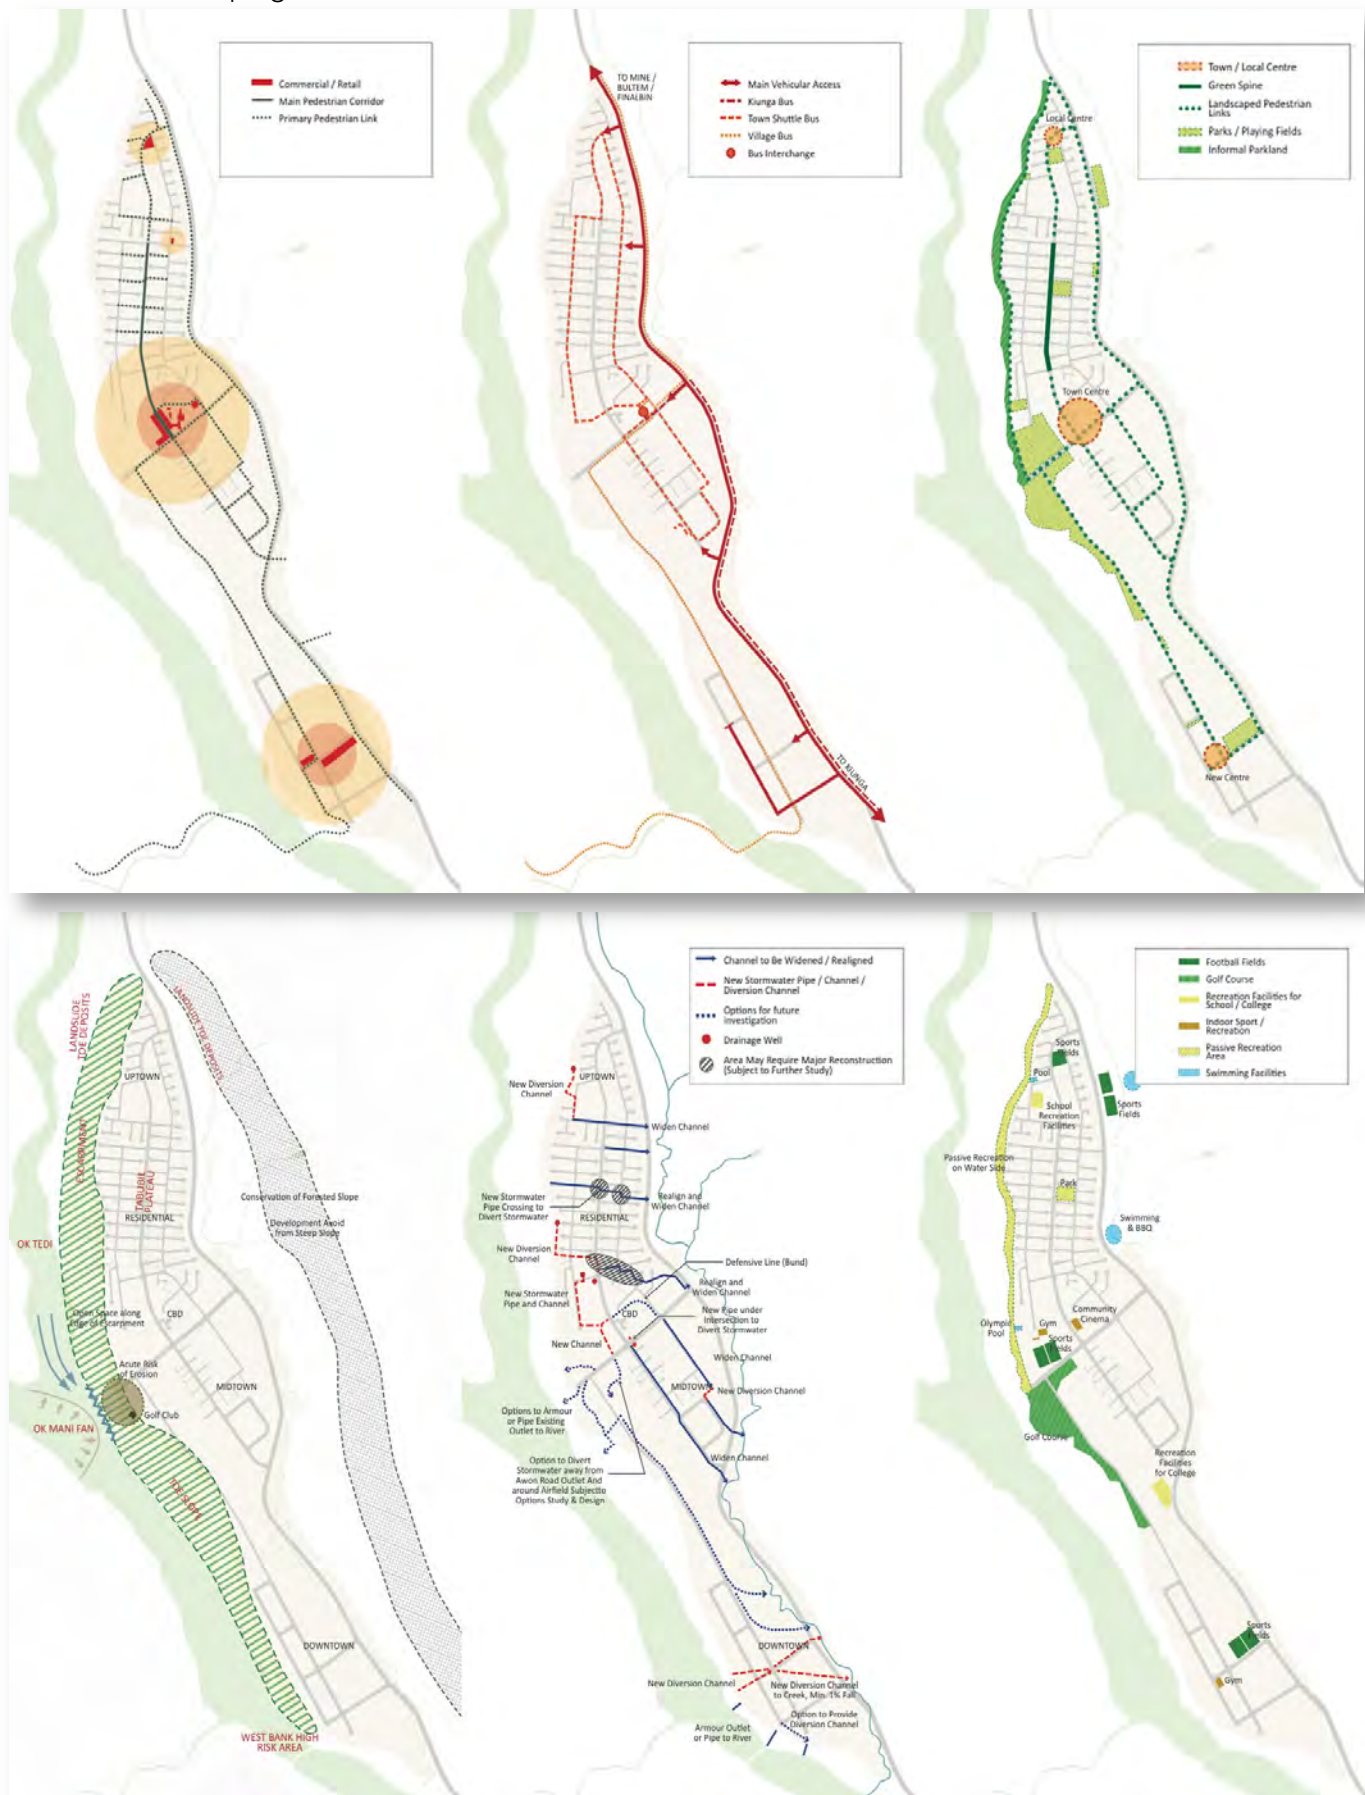 Commercial / Retail
Main Pedestrian Corridor
Primary Pedestrian Link
TO MINE /
BULTEM /
FINALBIN
Main Vehicular Access
Kiunga Bus
Town Shuttle Bus
Village Bus
Bus Interchange
TO KIUNGA
Town / Local Centre
Green Spine
Landscaped Pedestrian
Links
Parks / Playing Fields
Informal Parkland
Local Centre
Town Centre
New Centre
LANDSLIDE
TOE DEPOSITS
LANDSLIDE TOE DEPOSITS
UPTOWN
ESCARPMENT
TABUBIL
PLATEAU
Conservation of Forested Slope
RESIDENTIAL
Development Avoid
from Steep Slope
OK TEDI
Open Space along
Edge of Escarpment
CBD
Acute Risk
of Erosion
MIDTOWN
Golf Club
OK MANI FAN
TOE SLOPE
DOWNTOWN
WEST BANK HIGH
RISK AREA
Channel to Be Widened / Realigned
New Stormwater Pipe / Channel /
Diversion Channel
Options for future
investigation
Drainage Well
Area May Require Major Reconstruction
(Subject to Further Study)
UPTOWN
New Diversion
Channel
Widen Channel
New Stormwater
Pipe Crossing to
Divert Stormwater
Realign and
Widen Channel
RESIDENTIAL
New Diversion
Channel
Defensive Line (Bund)
Realign and
Widen Channel
New Stormwater
Pipe and Channel
CBD
New Pipe under
Intersection to
Divert Stormwater
New Channel
Widen Channel
MIDTOWN
New Diversion Channel
Options to Armour
or Pipe Existing
Outlet to River
Widen Channel
Option to Divert
Stormwater away from
Awon Road Outlet And
around Airfield Subjectto
Options Study & Design
DOWNTOWN
New Diversion Channel
New Diversion Channel
to Creek, Min. 1% Fall
Armour Outlet
or Pipe to River
Option to Provide
Diversion Channel
Football Fields
Golf Course
Recreation Facilities for
School / College
Indoor Sport /
Recreation
Passive Recreation
Area
Swimming Facilities
Sports
Fields
Pool
School
Recreation
Facilities
Sports
Fields
Passive Recreation
on Water Side
Park
Swimming
& BBQ
Olympic
Pool
Gym
Community
Cinema
Sports
Fields
Golf Course
Recreation
Facilities
for College
Sports
Fields
Gym